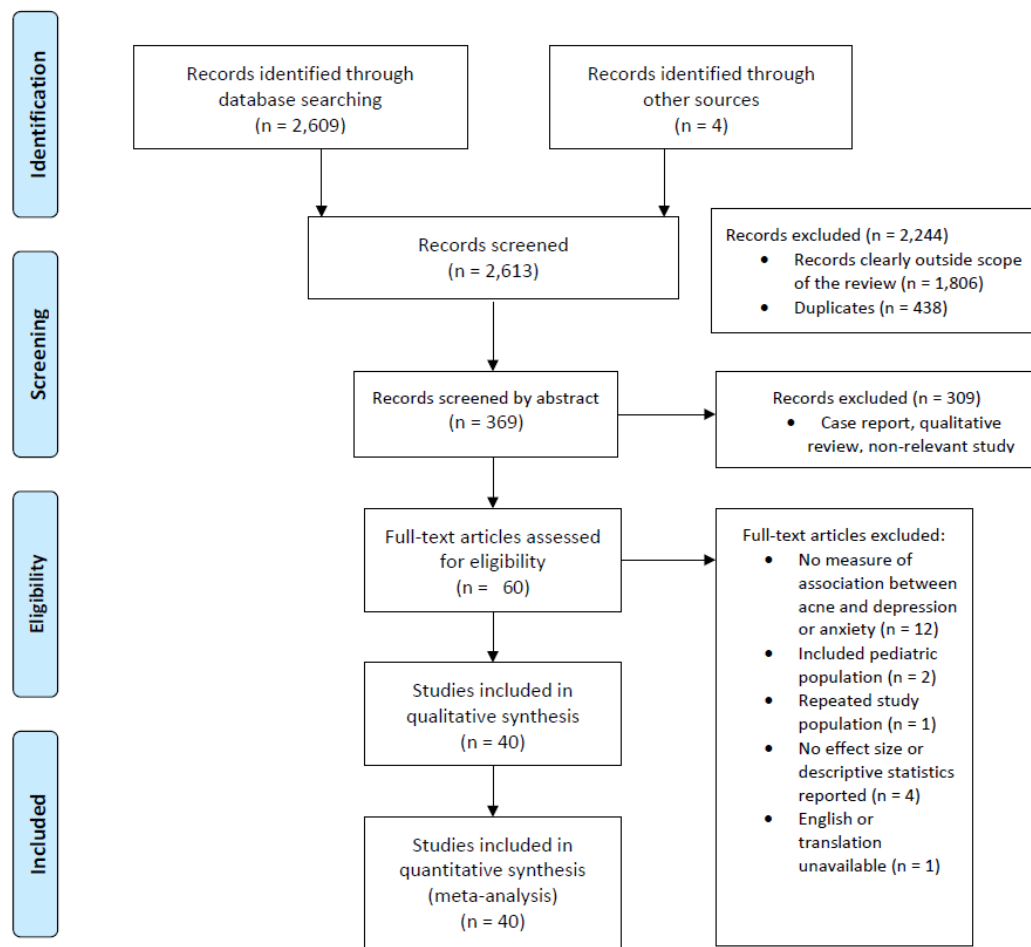 Identification
Records identified through
database searching
(n = 2,609)
Records identified through
other sources
(n = 4)
Screening
Records screened
(n = 2,613)
Records excluded (n = 2,244)
• Records clearly outside scope
of the review (n = 1,806)
• Duplicates (n = 438)
Records screened by abstract
(n = 369)
Records excluded (n = 309)
• Case report, qualitative
review, non-relevant study
Eligibility
Full-text articles assessed
for eligibility
(n = 60)
Full-text articles excluded:
• No measure of
association between
acne and depression
or anxiety (n = 12)
• Included pediatric
population (n = 2)
• Repeated study
population (n = 1)
• No effect size or
descriptive statistics
reported (n = 4)
• English or
translation
unavailable (n = 1)
Studies included in
qualitative synthesis
(n = 40)
Included
Studies included in
quantitative synthesis
(meta-analysis)
(n = 40)